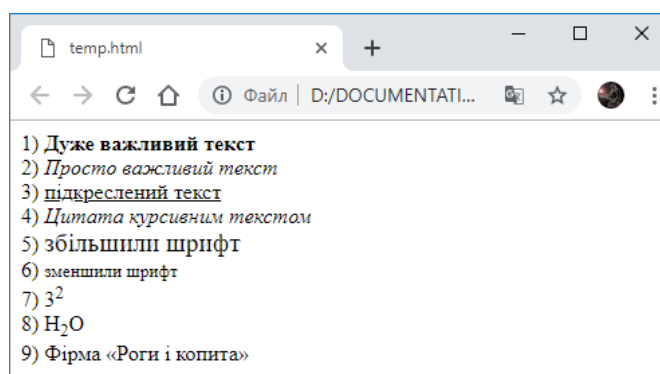 temp.html
Файл | D:/DOCUMENTATI...
1) Дуже важливий текст
2) Просто важливий текст
3) підкреслений текст
4) Цитата курсивним текстом
5) збільшили шрифт
6) зменшили шрифт
7) 3²
8) H₂O
9) Фірма «Роги і копита»